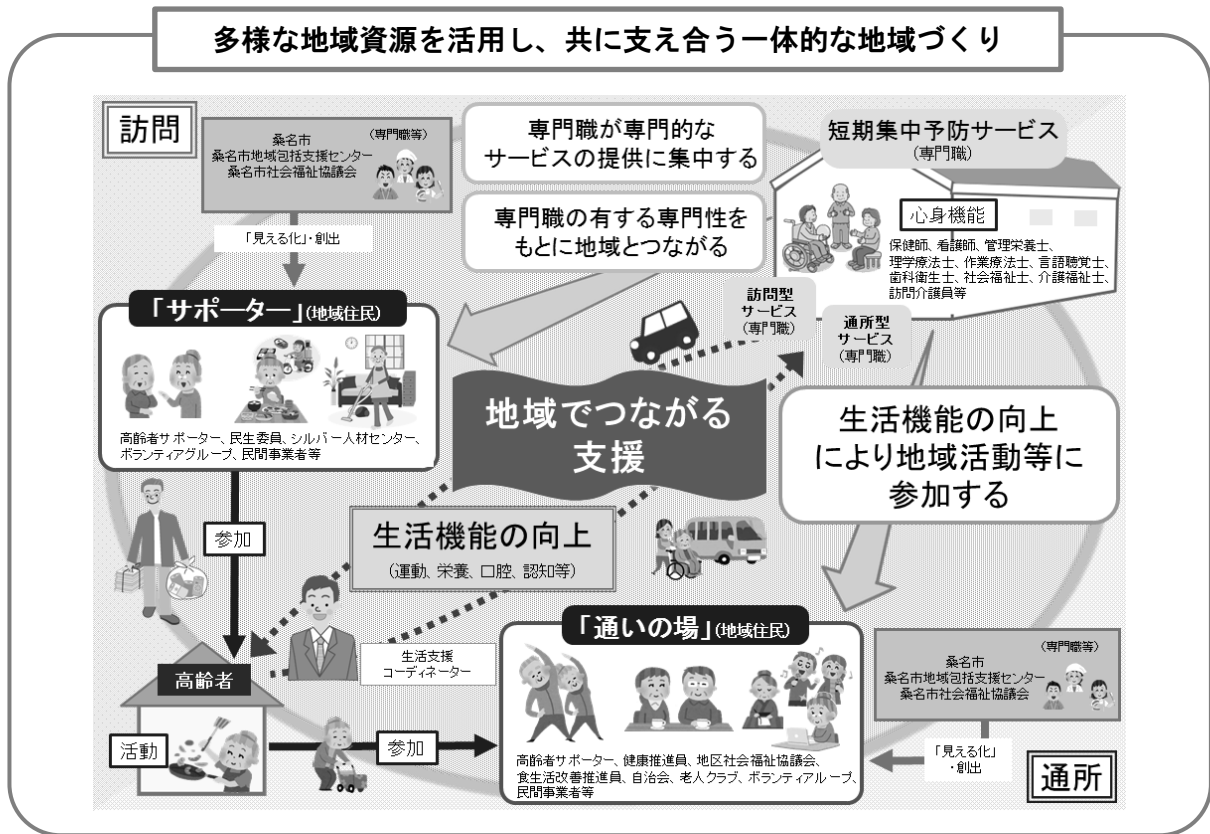 多様な地域資源を活用し、共に支え合う一体的な地域づくり
訪問
桑名市
桑名市地域包括支援センター
桑名市社会福祉協議会
(専門職等)
「見える化」・創出
専門職が専門的な
サービスの提供に集中する
専門職の有する専門性を
もとに地域とつながる
短期集中予防サービス
(専門職)
心身機能
保健師、看護師、管理栄養士、
理学療法士、作業療法士、言語聴覚士、
歯科衛生士、社会福祉士、介護福祉士、
訪問介護員等
訪問型
サービス
(専門職)
通所型
サービス
(専門職)
「サポーター」(地域住民)
高齢者サポーター、民生委員、シルバー人材センター、
ボランティアグループ、民間事業者等
地域でつながる
支援
生活機能の向上
により地域活動等に
参加する
参加
生活機能の向上
(運動、栄養、口腔、認知等)
生活支援
コーディネーター
高齢者
活動
参加
「通いの場」(地域住民)
高齢者サポーター、健康推進員、地区社会福祉協議会、
食生活改善推進員、自治会、老人クラブ、ボランティアループ、
民間事業者等
(専門職等)
桑名市
桑名市地域包括支援センター
桑名市社会福祉協議会
「見える化」
・創出
通所